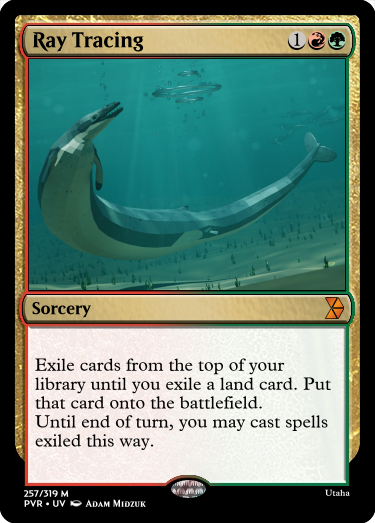 Ray Tracing 1
Sorcery
Exile cards from the top of your
library until you exile a land card. Put
that card onto the battlefield.
Until end of turn, you may cast spells
exiled this way.
257/319 M
Utaha
PVR • UV Adam Midzuk